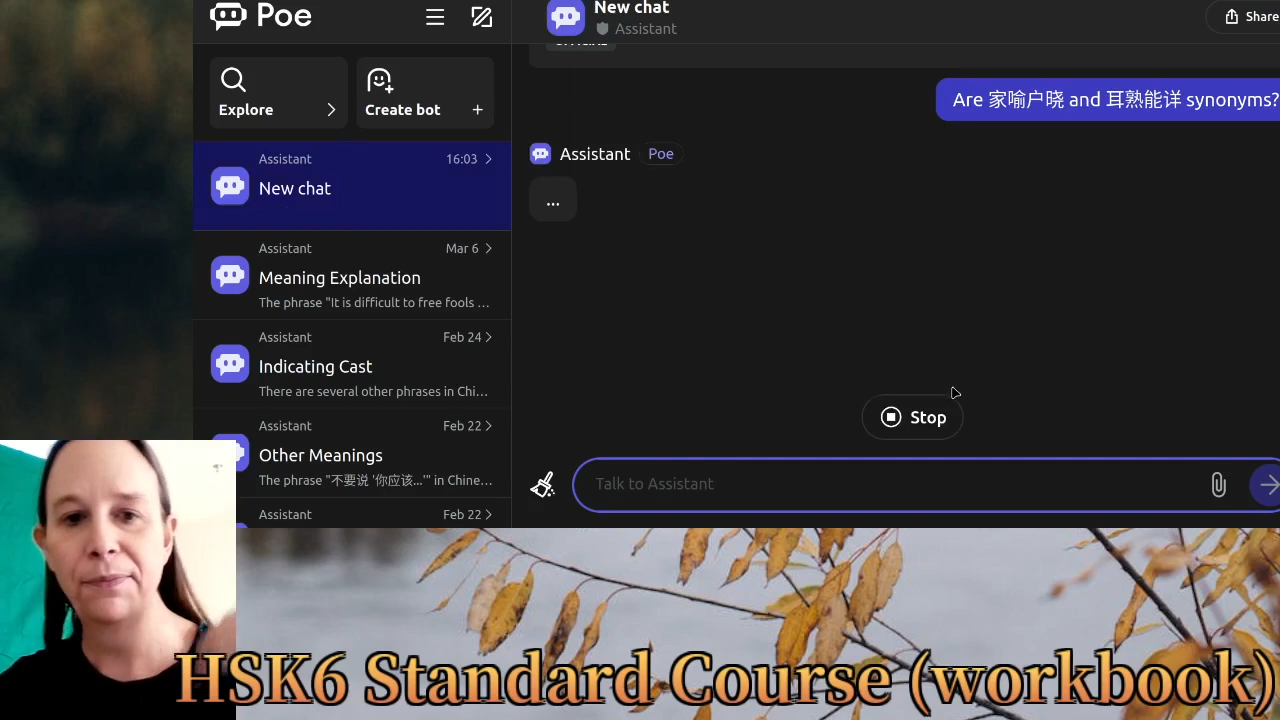 Poe
New chat
Assistant
Share
Explore
Create bot +
Are 家喻户晓 and 耳熟能详 synonyms?
Assistant Poe
...
Assistant 16:03
New chat
Assistant Mar 6
Meaning Explanation
The phrase "It is difficult to free fools ...
Assistant Feb 24
Indicating Cast
There are several other phrases in Chi...
Assistant Feb 22
Other Meanings
The phrase "不要说 '你应该...'" in Chine...
Assistant Feb 22
Stop
Talk to Assistant
HSK6 Standard Course (workbook)